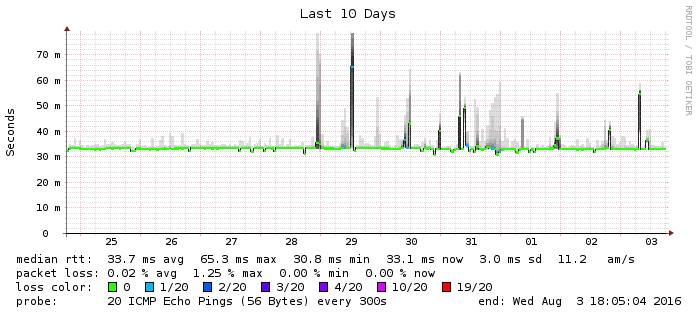 Last 10 Days
RRDTOOL / TOBI OETIKER
Seconds
70 m
60 m
50 m
40 m
30 m
20 m
10 m
0
25 26 27 28 29 30 31 01 02 03
median rtt: 33.7 ms avg 65.3 ms max 30.8 ms min 33.1 ms now 3.0 ms sd 11.2 am/s
packet loss: 0.02 % avg 1.25 % max 0.00 % min 0.00 % now
loss color: 0 1/20 2/20 3/20 4/20 10/20 19/20
probe: 20 ICMP Echo Pings (56 Bytes) every 300s end: Wed Aug 3 18:05:04 2016